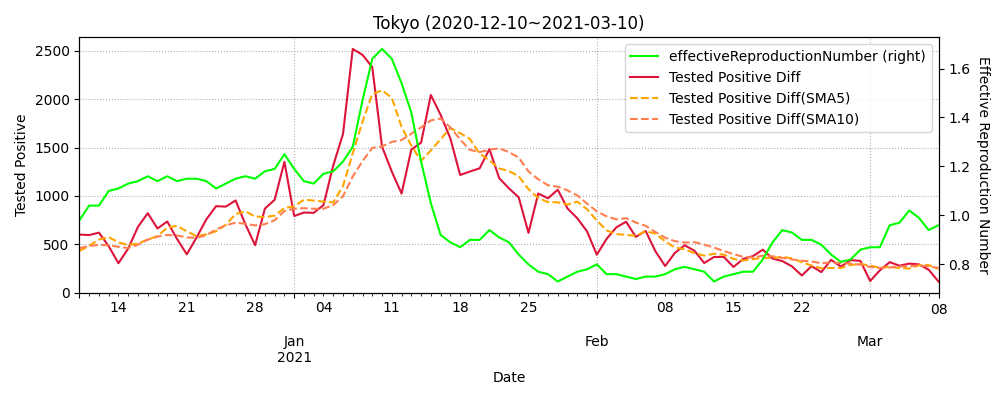 Tokyo (2020-12-10~2021-03-10)
effectiveReproductionNumber (right)
Tested Positive Diff
Tested Positive Diff(SMA5)
Tested Positive Diff(SMA10)
Tested Positive
2500
2000
1500
1000
500
0
Effective Reproduction Number
1.6
1.4
1.2
1.0
0.8
14 21 28 04 11 18 25 08 15 22 08
Jan Feb Mar
2021
Date